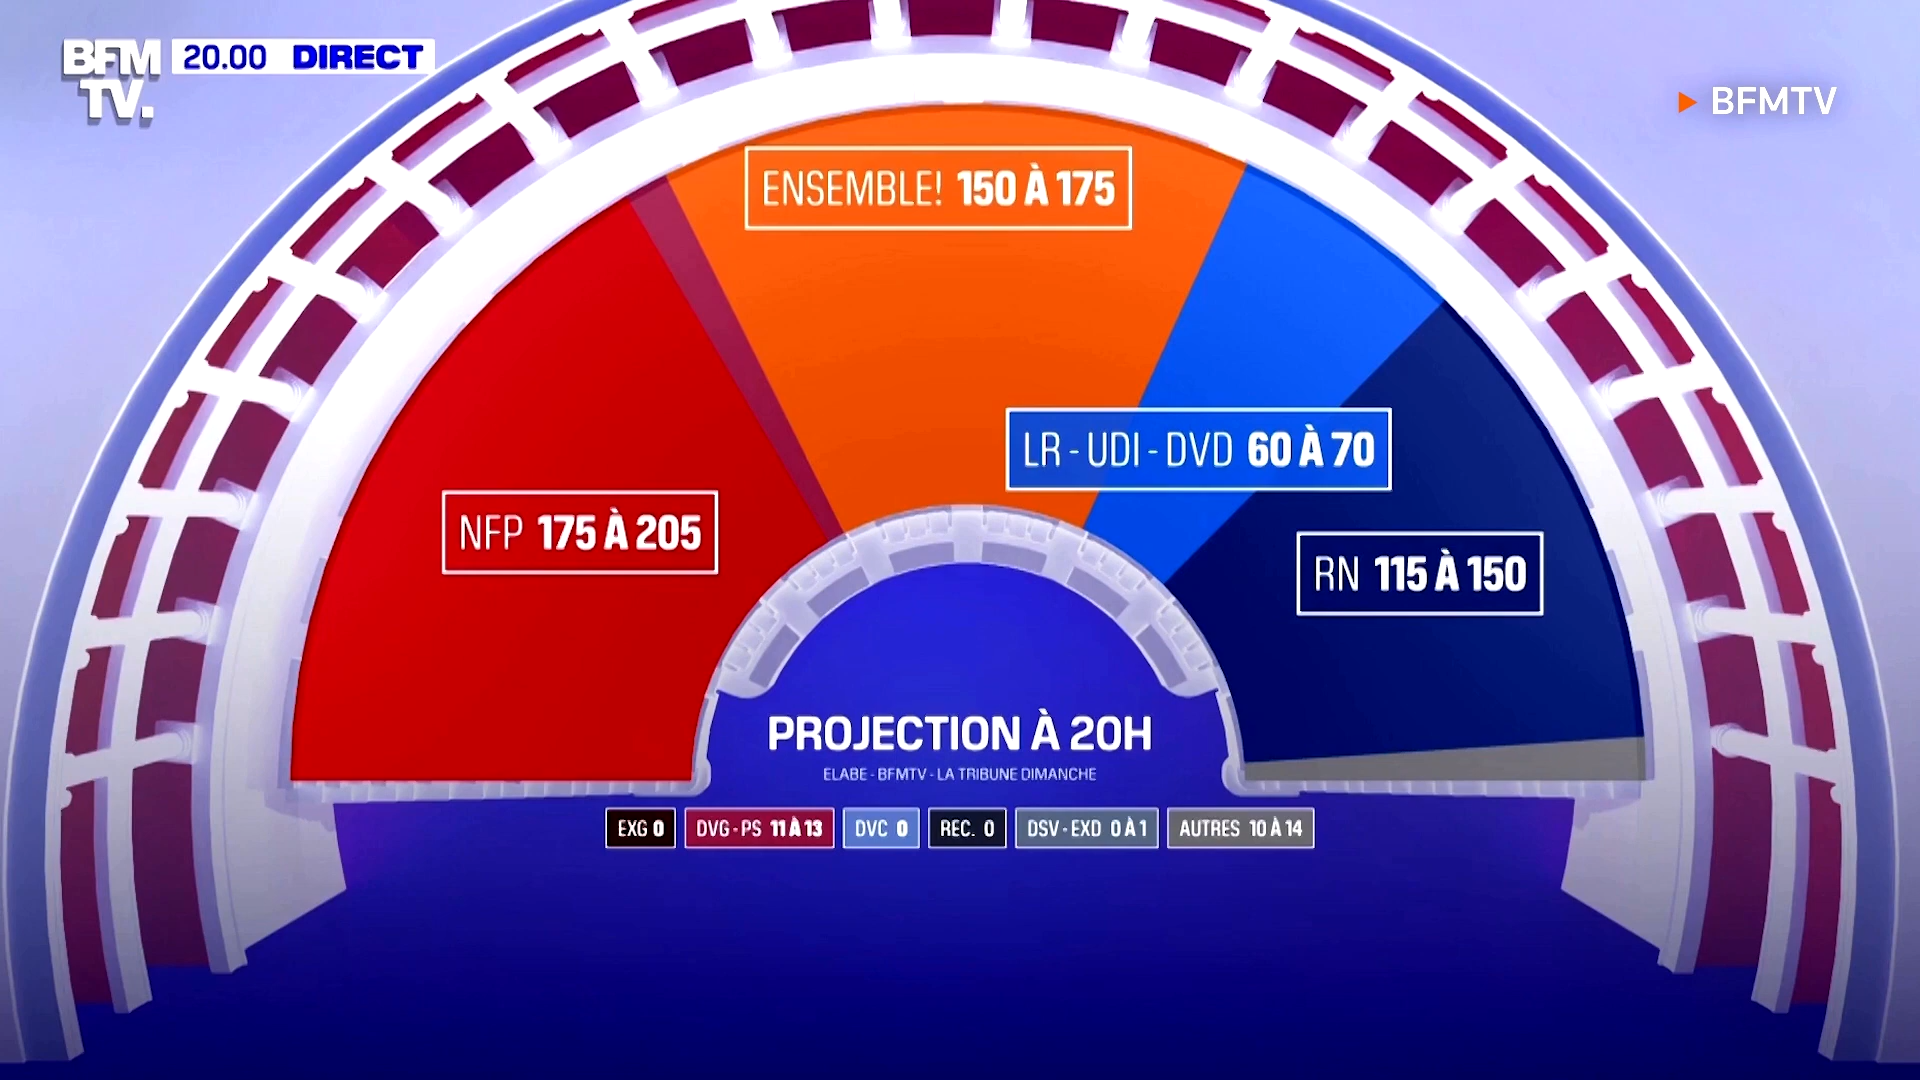 BFM
TV.
20.00 DIRECT
BFMTV
ENSEMBLE! 150 À 175
LR - UDI - DVD 60 À 70
NFP 175 À 205
RN 115 À 150
PROJECTION À 20H
ELABE - BFMTV - LA TRIBUNE DIMANCHE
EXG 0
DVG - PS 11 À 13
DVC 0
REC. 0
DSV - EXD 0 À 1
AUTRES 10 À 14